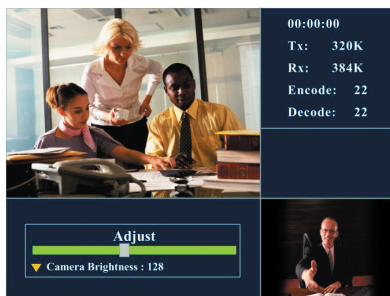 00:00:00
Tx: 320K
Rx: 384K
Encode: 22
Decode: 22
Adjust
Camera Brightness : 128